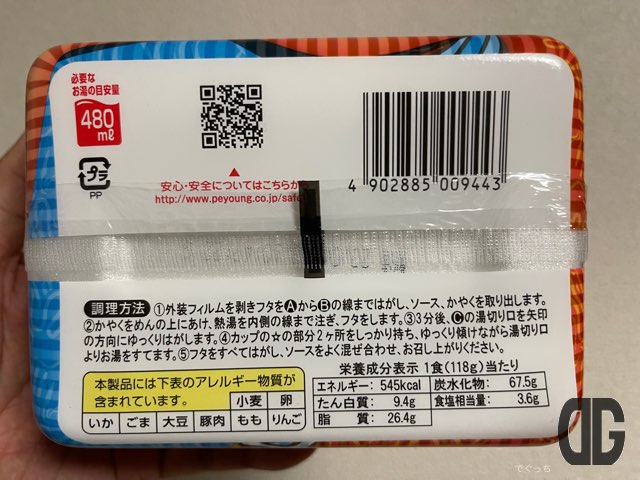 必要な
お湯の目安量
480
mℓ
プラ
PP
安心・安全についてはこちらから
http://www.peyoung.co.jp/safe
4 902885 009443
調理方法 ①外装フィルムを剥きフタをⒶからⒷの線まではがし、ソース、かやくを取り出します。
②かやくをめんの上にあけ、熱湯を内側の線まで注ぎ、フタをします。③3分後、Ⓒの湯切り口を矢印
の方向にゆっくりはがします。④カップの☆の部分2ヶ所をしっかり持ち、ゆっくり傾けながら湯切り口
よりお湯をすてます。⑤フタをすべてはがし、ソースをよく混ぜ合わせ、お召し上がりください。
本製品には下表のアレルギー物質が
含まれています。 小麦 卵
いか ごま 大豆 豚肉 もも りんご
栄養成分表示 1食(118g)当たり
エネルギー: 545kcal 炭水化物: 67.5g
たん白質: 9.4g 食塩相当量: 3.6g
脂質: 26.4g
DG
でぐっち